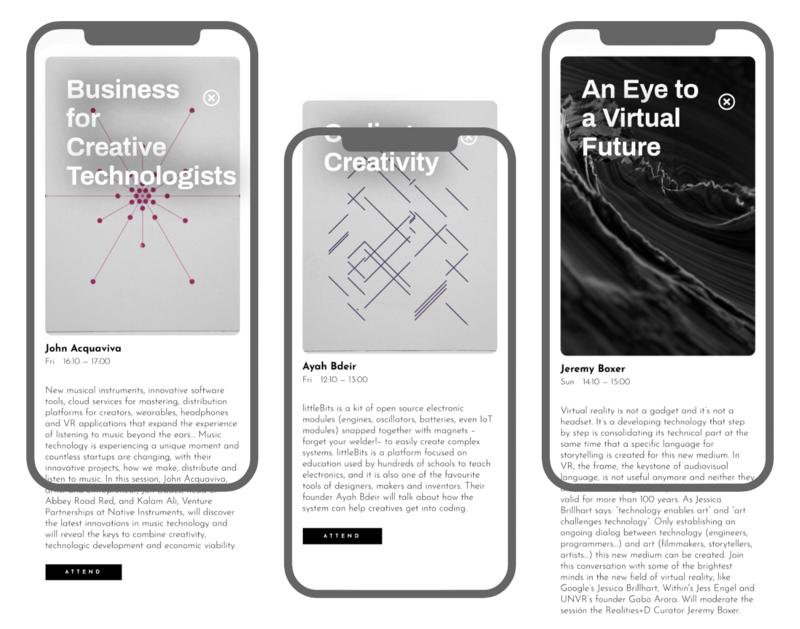 Business
for
Creative
Technologists
John Acquaviva
Fri 16:10 – 17:00
New musical instruments, innovative software
tools, cloud services for mastering, distribution
platforms for creators, wearables, headphones
and VR applications that expand the experience
of listening to music beyond the ears... Music
technology is experiencing a unique moment and
countless startups are changing, with their
innovative projects, how we make, distribute and
listen to music. In this session, John Acquaviva,
Abbey Road Red, and Kalam Ali, Venture
Partnerships at Native Instruments, will discover
the latest innovations in music technology and
will reveal the keys to combine creativity,
technologic development and economic viability.
ATTEND
Creativity
Ayah Bdeir
Fri 12:10 – 13:00
littleBits is a kit of open source electronic
modules (engines, oscillators, batteries, even IoT
modules) snapped together with magnets –
forget your welder!– to easily create complex
systems. littleBits is a platform focused on
education used by hundreds of schools to teach
electronics, and it is also one of the favourite
tools of designers, makers and inventors. Their
founder Ayah Bdeir will talk about how the
system can help creatives get into coding.
ATTEND
An Eye to
a Virtual
Future
Jeremy Boxer
Sun 14:10 – 15:00
Virtual reality is not a gadget and it's not a
headset. It's a developing technology that step
by step is consolidating its technical part at the
same time that a specific language for
storytelling is created for this new medium. In
VR, the frame, the keystone of audiovisual
language, is not useful anymore and neither they
valid for more than 100 years. As Jessica
Brillhart says: "technology enables art" and "art
challenges technology". Only establishing an
ongoing dialog between technology (engineers,
programmers...) and art (filmmakers, storytellers,
artists...) this new medium can be created. Join
this conversation with some of the brightest
minds in the new field of virtual reality, like
Google's Jessica Brillhart, Within's Jess Engel and
UNVR's founder Gabo Arora. Will moderate the
sessión the Realities+D Curator Jeremy Boxer.